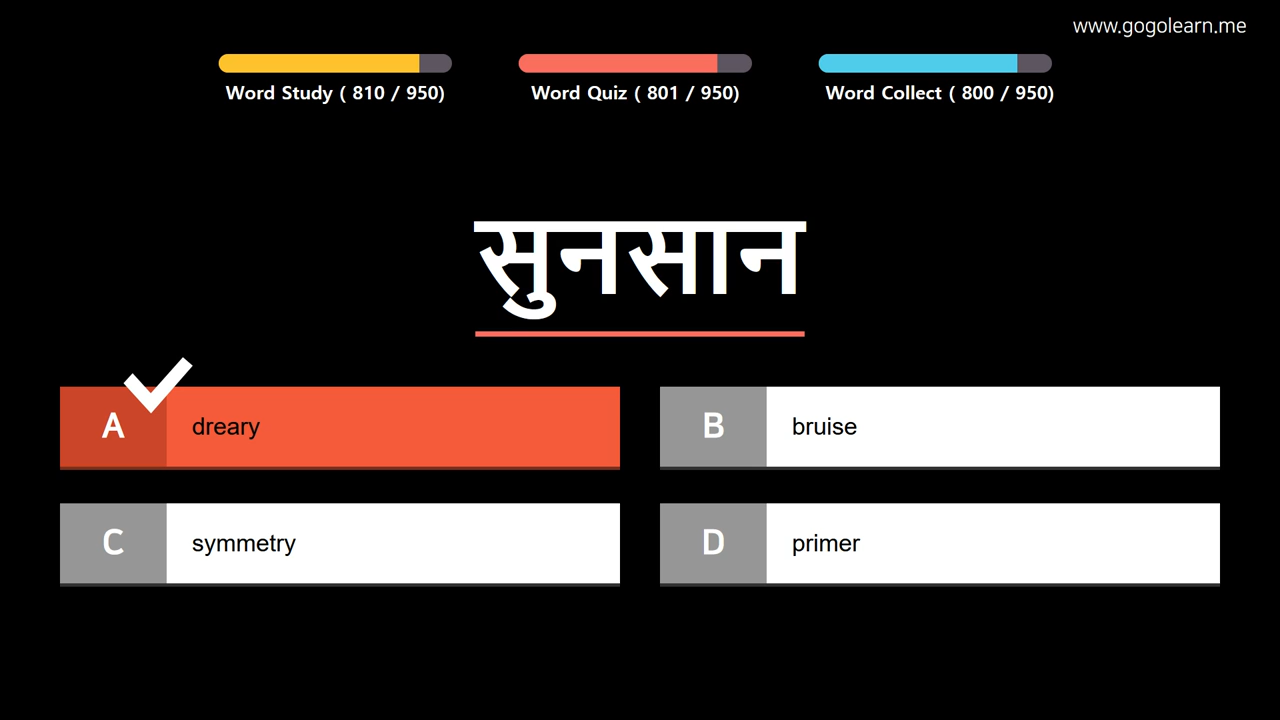 www.gogolearn.me
Word Study ( 810 / 950)
Word Quiz ( 801 / 950)
Word Collect ( 800 / 950)
सुनसान
A dreary
B bruise
C symmetry
D primer